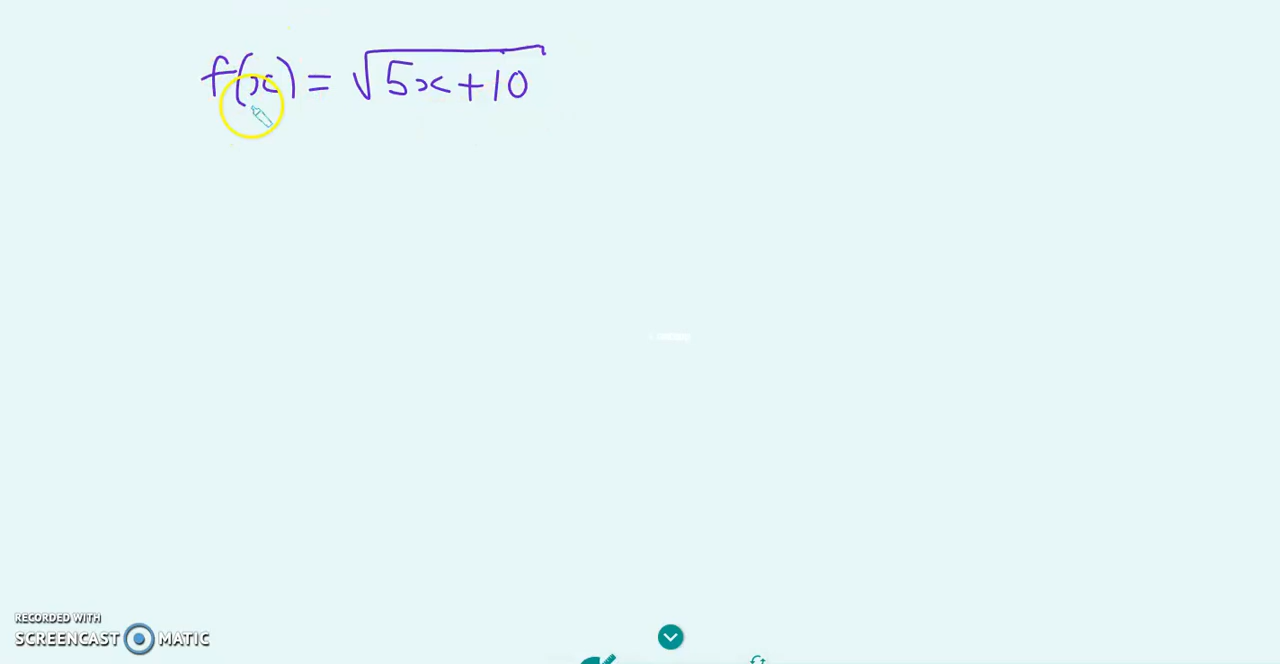 f(x) = √5x+10
RECORDED WITH
SCREENCAST MATIC